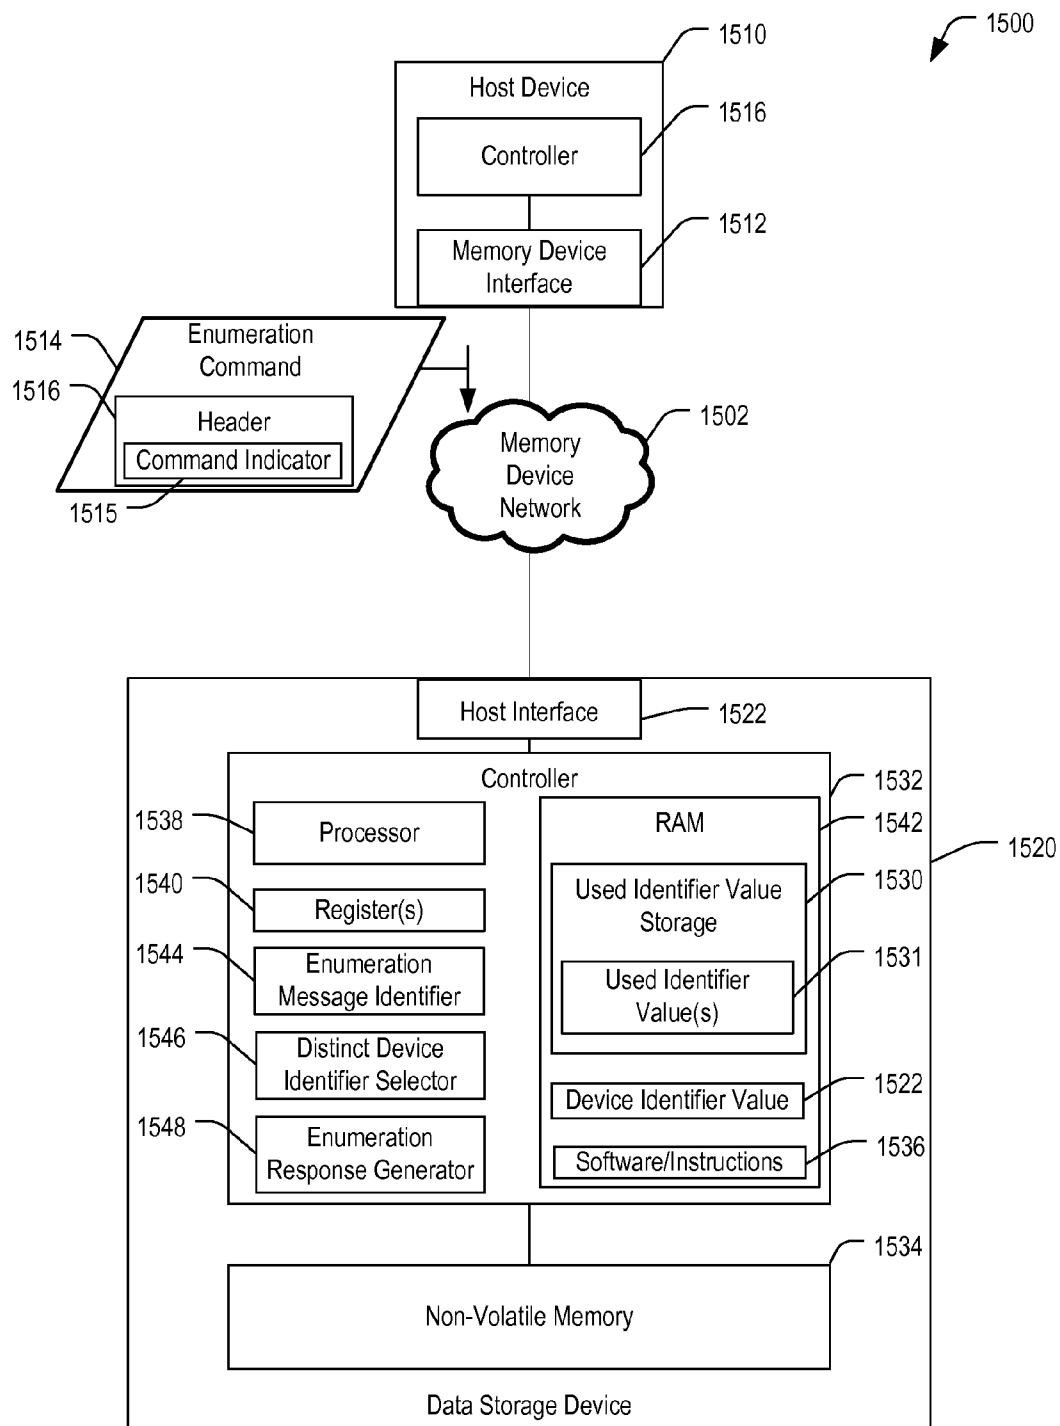 1500
1510
Host Device
1516
Controller
1512
Memory Device
Interface
1514
Enumeration
Command
1516
Header
Command Indicator
1515
1502
Memory
Device
Network
Host Interface
1522
Controller
1532
1538
Processor
RAM
1542
1520
1540
Register(s)
Used Identifier Value
Storage
1530
1544
Enumeration
Message Identifier
Used Identifier
Value(s)
1531
1546
Distinct Device
Identifier Selector
Device Identifier Value
1522
1548
Enumeration
Response Generator
Software/Instructions
1536
1534
Non-Volatile Memory
Data Storage Device